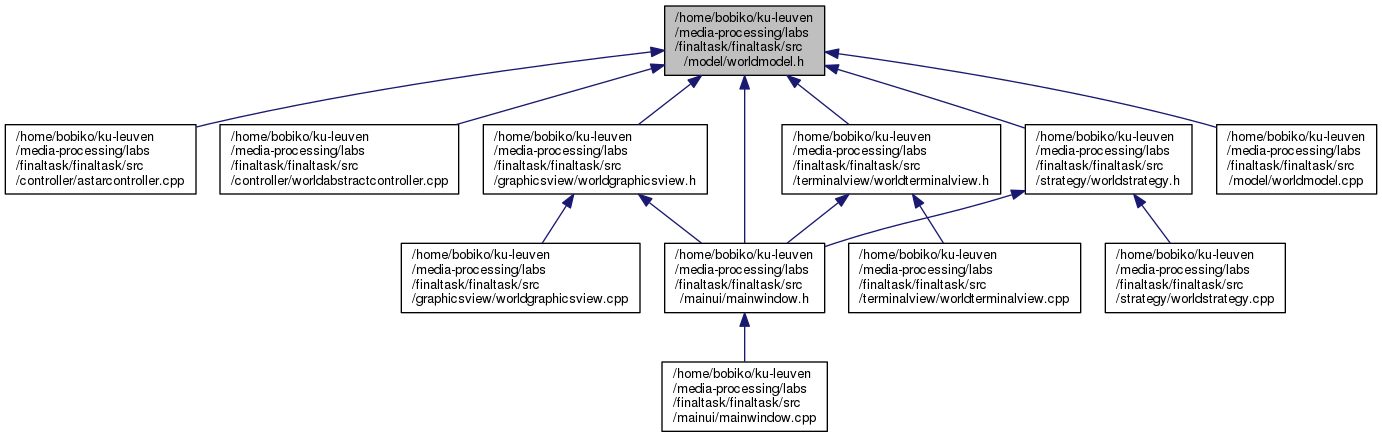 /home/bobiko/ku-leuven
/media-processing/labs
/finaltask/finaltask/src
/model/worldmodel.h
/home/bobiko/ku-leuven
/media-processing/labs
/finaltask/finaltask/src
/controller/astarcontroller.cpp
/home/bobiko/ku-leuven
/media-processing/labs
/finaltask/finaltask/src
/controller/worldabstractcontroller.cpp
/home/bobiko/ku-leuven
/media-processing/labs
/finaltask/finaltask/src
/graphicsview/worldgraphicsview.h
/home/bobiko/ku-leuven
/media-processing/labs
/finaltask/finaltask/src
/terminalview/worldterminalview.h
/home/bobiko/ku-leuven
/media-processing/labs
/finaltask/finaltask/src
/strategy/worldstrategy.h
/home/bobiko/ku-leuven
/media-processing/labs
/finaltask/finaltask/src
/model/worldmodel.cpp
/home/bobiko/ku-leuven
/media-processing/labs
/finaltask/finaltask/src
/graphicsview/worldgraphicsview.cpp
/home/bobiko/ku-leuven
/media-processing/labs
/finaltask/finaltask/src
/mainui/mainwindow.h
/home/bobiko/ku-leuven
/media-processing/labs
/finaltask/finaltask/src
/terminalview/worldterminalview.cpp
/home/bobiko/ku-leuven
/media-processing/labs
/finaltask/finaltask/src
/strategy/worldstrategy.cpp
/home/bobiko/ku-leuven
/media-processing/labs
/finaltask/finaltask/src
/mainui/mainwindow.cpp